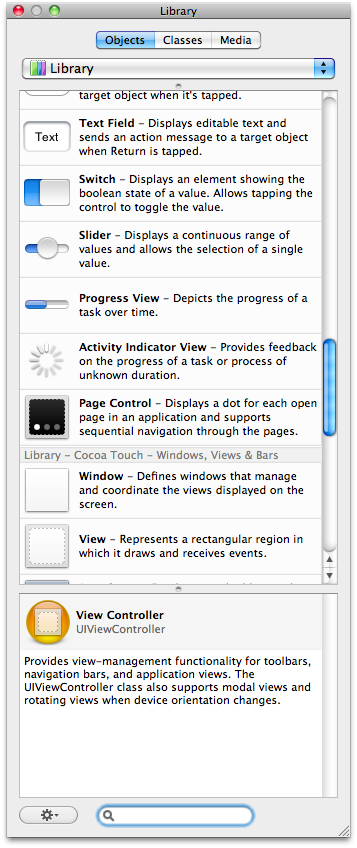 Library
Objects Classes Media
Library
target object when it's tapped.
Text
Text Field – Displays editable text and
sends an action message to a target object
when Return is tapped.
Switch – Displays an element showing the
boolean state of a value. Allows tapping the
control to toggle the value.
Slider – Displays a continuous range of
values and allows the selection of a single
value.
Progress View – Depicts the progress of a
task over time.
Activity Indicator View – Provides feedback
on the progress of a task or process of
unknown duration.
Page Control – Displays a dot for each open
page in an application and supports
sequential navigation through the pages.
Library – Cocoa Touch – Windows, Views & Bars
Window – Defines windows that manage
and coordinate the views displayed on the
screen.
View – Represents a rectangular region in
which it draws and receives events.
View Controller
UIViewController
Provides view-management functionality for toolbars,
navigation bars, and application views. The
UIViewController class also supports modal views and
rotating views when device orientation changes.